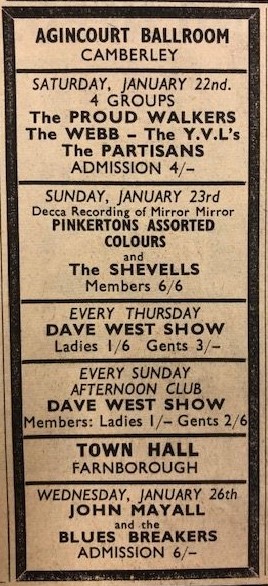 AGINCOURT BALLROOM
CAMBERLEY
SATURDAY, JANUARY 22nd.
4 GROUPS
The PROUD WALKERS
The WEBB – The Y.V.L's
The PARTISANS
ADMISSION 4/–
SUNDAY, JANUARY 23rd
Decca Recording of Mirror Mirror
PINKERTONS ASSORTED
COLOURS
and
The SHEVELLS
Members 6/6
EVERY THURSDAY
DAVE WEST SHOW
Ladies 1/6 Gents 3/–
EVERY SUNDAY
AFTERNOON CLUB
DAVE WEST SHOW
Members: Ladies 1/– Gents 2/6
TOWN HALL
FARNBOROUGH
WEDNESDAY, JANUARY 26th
JOHN MAYALL
and the
BLUES BREAKERS
ADMISSION 6/–